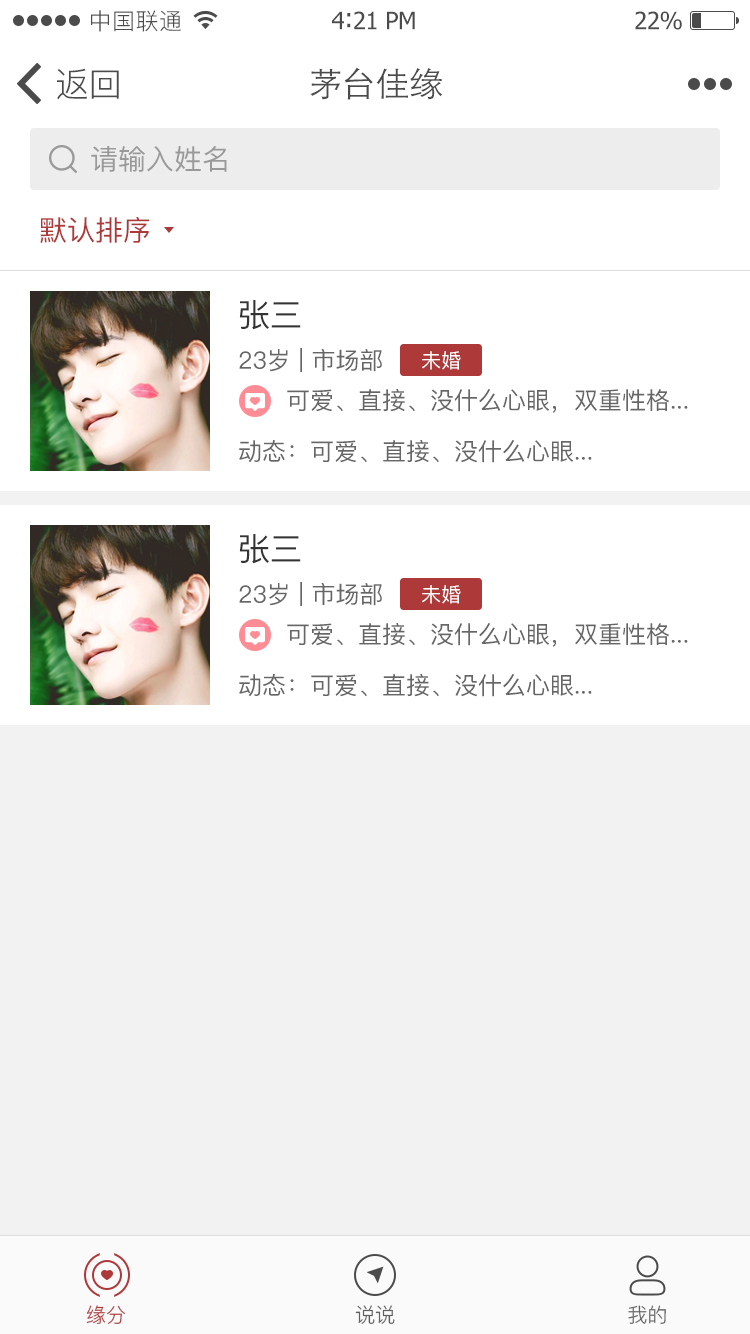 中国联通 4:21 PM 22%
返回 茅台佳缘
请输入姓名
默认排序
张三
23岁 | 市场部 未婚
可爱、直接、没什么心眼，双重性格...
动态：可爱、直接、没什么心眼...
张三
23岁 | 市场部 未婚
可爱、直接、没什么心眼，双重性格...
动态：可爱、直接、没什么心眼...
缘分 说说 我的